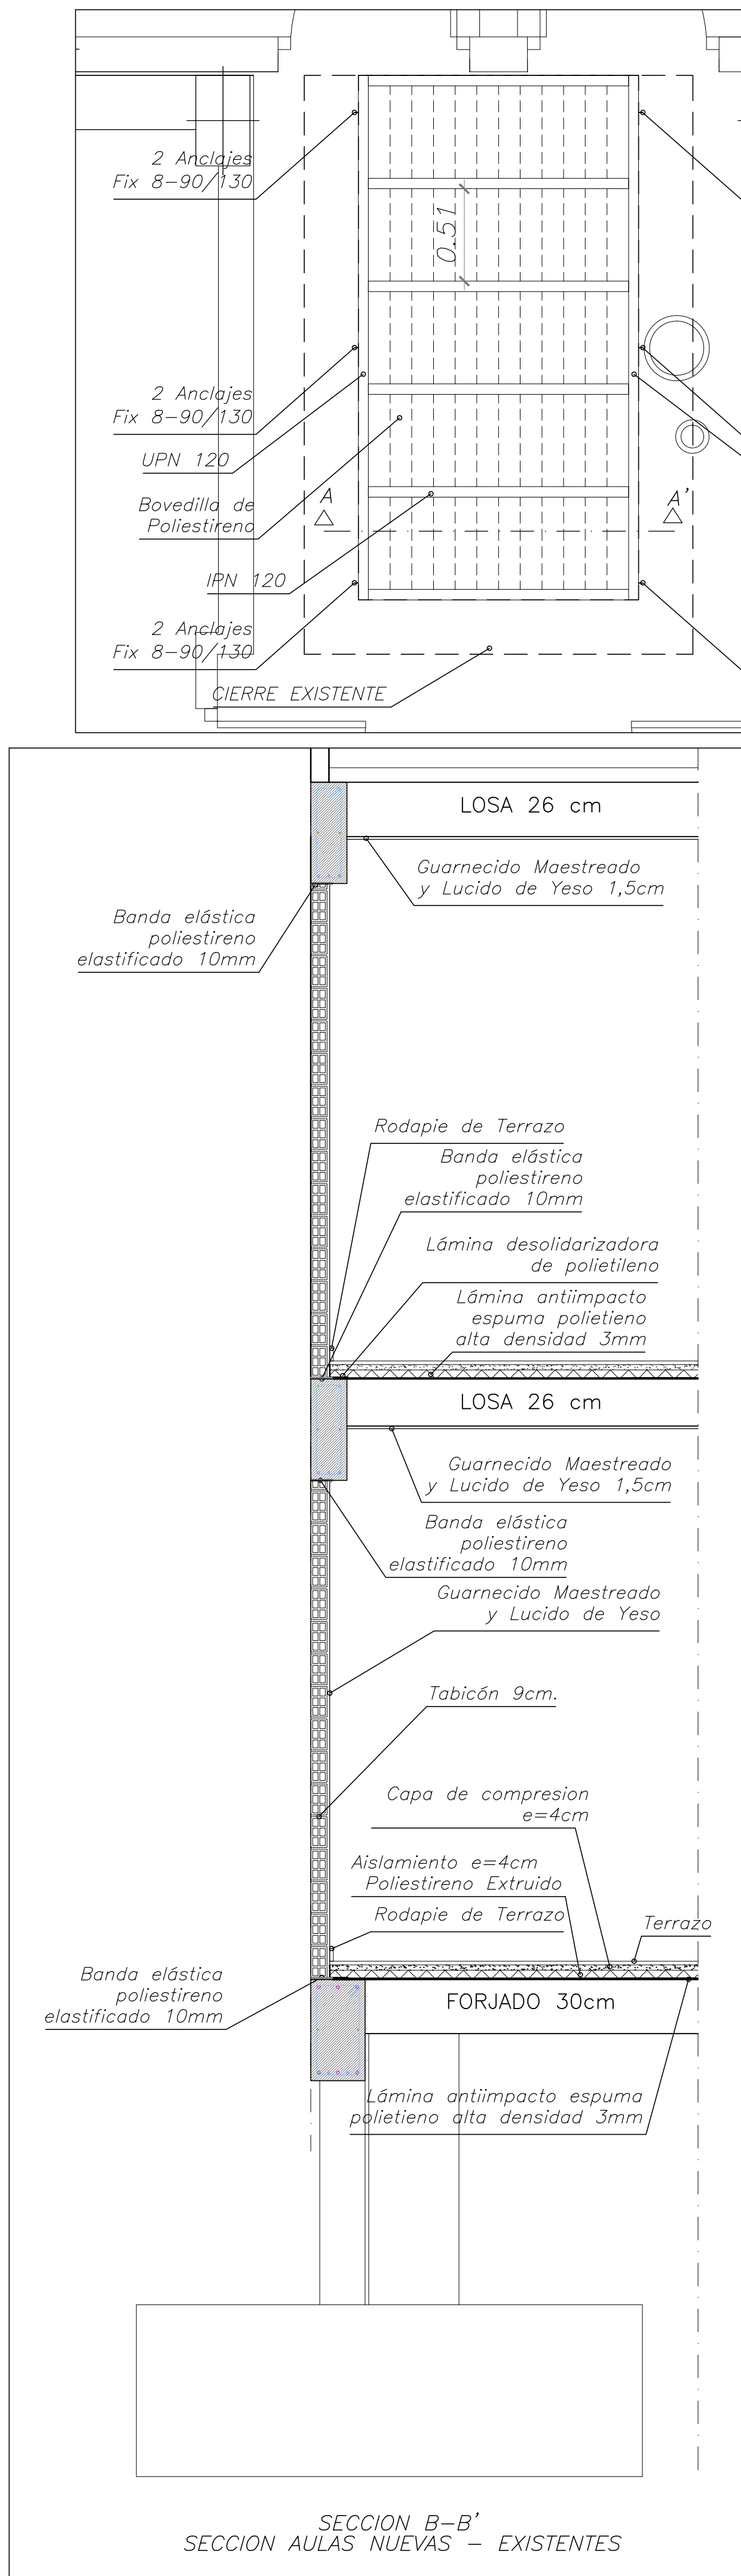 2 Anclajes
Fix 8-90/130
0.51
2 Anclajes
Fix 8-90/130
UPN 120
Bovedilla de
Poliestireno
A
A'
IPN 120
2 Anclajes
Fix 8-90/130
CIERRE EXISTENTE
LOSA 26 cm
Guarnecido Maestreado
y Lucido de Yeso 1,5cm
Banda elástica
poliestireno
elastificado 10mm
Rodapie de Terrazo
Banda elástica
poliestireno
elastificado 10mm
Lámina desolidarizadora
de polietileno
Lámina antiimpacto
espuma polietieno
alta densidad 3mm
LOSA 26 cm
Guarnecido Maestreado
y Lucido de Yeso 1,5cm
Banda elástica
poliestireno
elastificado 10mm
Guarnecido Maestreado
y Lucido de Yeso
Tabicón 9cm.
Capa de compresion
e=4cm
Aislamiento e=4cm
Poliestireno Extruido
Rodapie de Terrazo
Terrazo
Banda elástica
poliestireno
elastificado 10mm
FORJADO 30cm
Lámina antiimpacto espuma
polietieno alta densidad 3mm
SECCION B-B'
SECCION AULAS NUEVAS - EXISTENTES